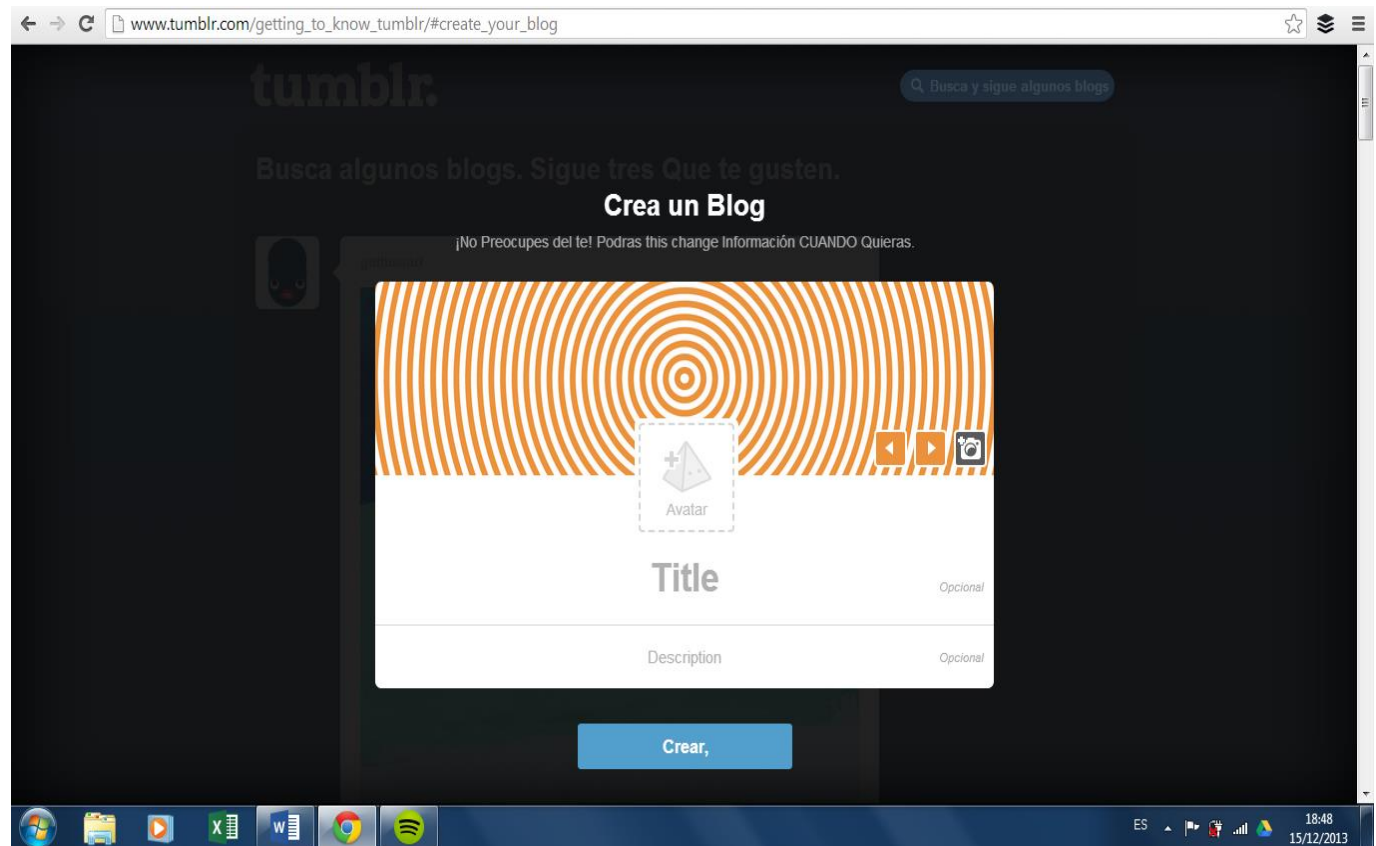 www.tumblr.com/getting_to_know_tumblr/#create_your_blog
tumblr.
Busca y sigue algunos blogs
Busca algunos blogs. Sigue tres Que te gusten.
Crea un Blog
¡No Preocupes del te! Podras this change Información CUANDO Quieras.
Avatar
Title
Opcional
Description
Opcional
Crear,
ES
18:48
15/12/2013